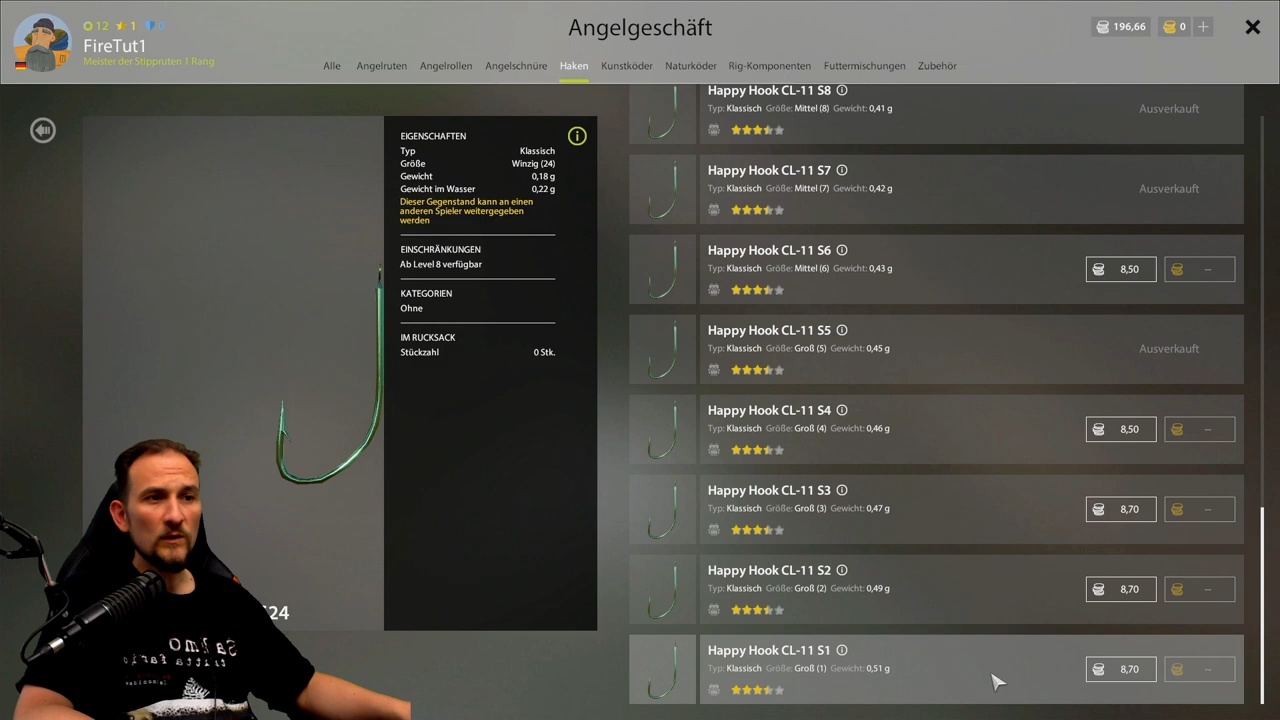 12 1 0
FireTut1
Meister der Stippruten 1 Rang
Angelgeschäft
196,66 0 +
Alle Angelruten Angelrollen Angelschnüre Haken Kunstköder Naturköder Rig-Komponenten Futtermischungen Zubehör
EIGENSCHAFTEN
Typ Klassisch
Größe Winzig (24)
Gewicht 0,18 g
Gewicht im Wasser 0,22 g
Dieser Gegenstand kann an einen
anderen Spieler weitergegeben
werden
EINSCHRÄNKUNGEN
Ab Level 8 verfügbar
KATEGORIEN
Ohne
IM RUCKSACK
Stückzahl 0 Stk.
24
Happy Hook CL-11 S8
Typ: Klassisch Größe: Mittel (8) Gewicht: 0,41 g
Ausverkauft
Happy Hook CL-11 S7
Typ: Klassisch Größe: Mittel (7) Gewicht: 0,42 g
Ausverkauft
Happy Hook CL-11 S6
Typ: Klassisch Größe: Mittel (6) Gewicht: 0,43 g
8,50 --
Happy Hook CL-11 S5
Typ: Klassisch Größe: Groß (5) Gewicht: 0,45 g
Ausverkauft
Happy Hook CL-11 S4
Typ: Klassisch Größe: Groß (4) Gewicht: 0,46 g
8,50 --
Happy Hook CL-11 S3
Typ: Klassisch Größe: Groß (3) Gewicht: 0,47 g
8,70 --
Happy Hook CL-11 S2
Typ: Klassisch Größe: Groß (2) Gewicht: 0,49 g
8,70 --
Happy Hook CL-11 S1
Typ: Klassisch Größe: Groß (1) Gewicht: 0,51 g
8,70 --
Salmo
trutta fario